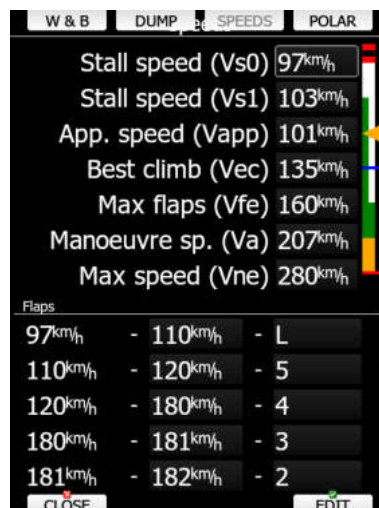 W & B DUMP SPEEDS POLAR
Speeds
Stall speed (Vs0) 97km/h
Stall speed (Vs1) 103km/h
App. speed (Vapp) 101km/h
Best climb (Vec) 135km/h
Max flaps (Vfe) 160km/h
Manoeuvre sp. (Va) 207km/h
Max speed (Vne) 280km/h
Flaps
97km/h - 110km/h - L
110km/h - 120km/h - 5
120km/h - 180km/h - 4
180km/h - 181km/h - 3
181km/h - 182km/h - 2
CLOSE EDIT